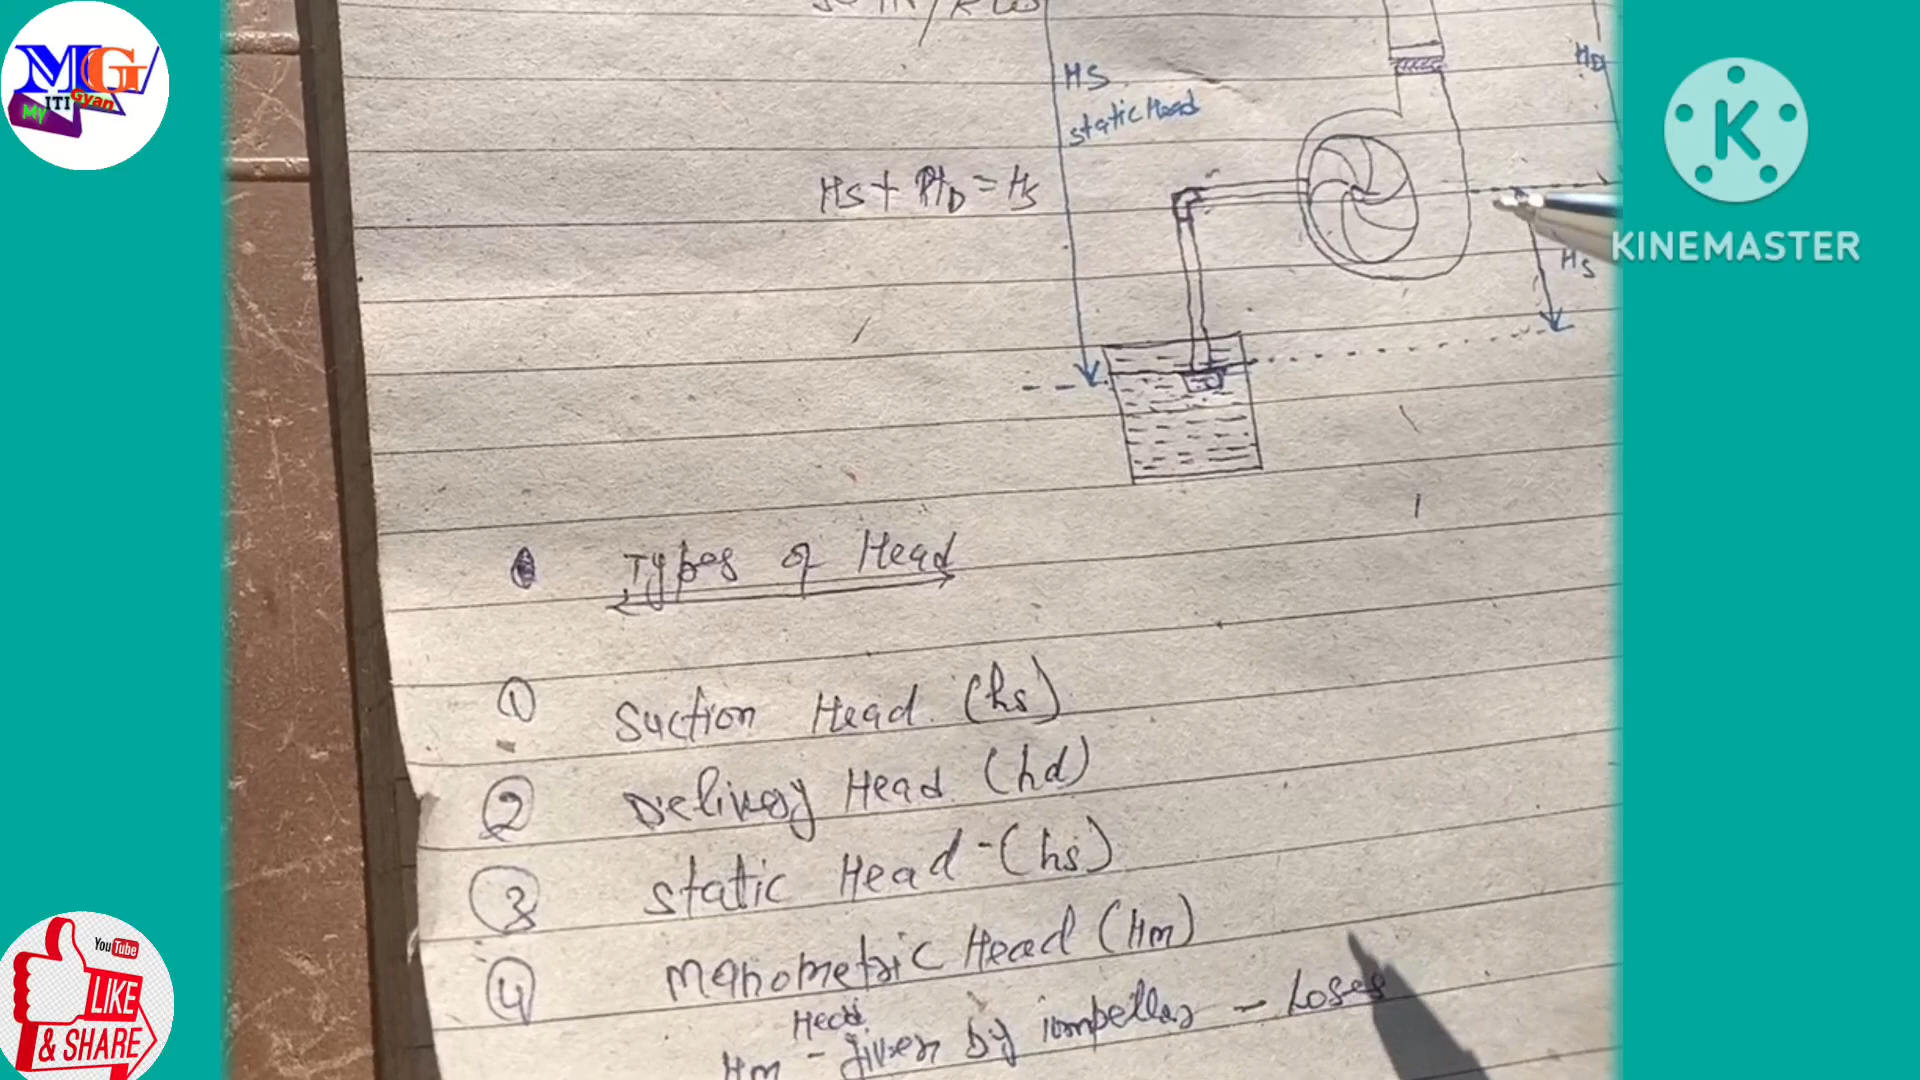 MG
My ITI Gyan
HS
static Head
HD
K
KINEMASTER
Hs + HD = Hs
Hs
Types of Head
1 Suction Head (hs)
2 Delivery Head (hd)
3 Static Head - (hs)
4 Manometric Head (Hm)
Head
Hm - given by impeller - Loses
YouTube
LIKE
& SHARE